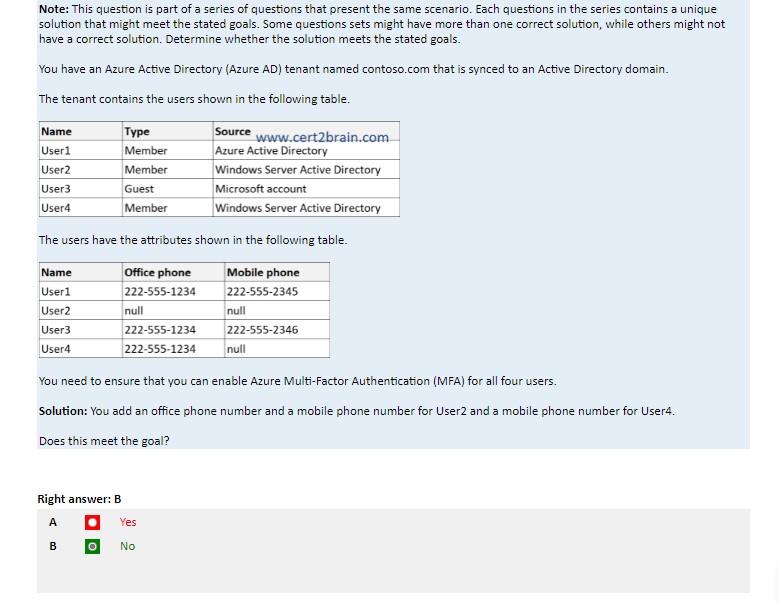 Note: This question is part of a series of questions that present the same scenario. Each questions in the series contains a unique
solution that might meet the stated goals. Some questions sets might have more than one correct solution, while others might not
have a correct solution. Determine whether the solution meets the stated goals.
You have an Azure Active Directory (Azure AD) tenant named contoso.com that is synced to an Active Directory domain.
The tenant contains the users shown in the following table.
Name Type Source www.cert2brain.com
User1 Member Azure Active Directory
User2 Member Windows Server Active Directory
User3 Guest Microsoft account
User4 Member Windows Server Active Directory
The users have the attributes shown in the following table.
Name Office phone Mobile phone
User1 222-555-1234 222-555-2345
User2 null null
User3 222-555-1234 222-555-2346
User4 222-555-1234 null
You need to ensure that you can enable Azure Multi-Factor Authentication (MFA) for all four users.
Solution: You add an office phone number and a mobile phone number for User2 and a mobile phone number for User4.
Does this meet the goal?
Right answer: B
A Yes
B No